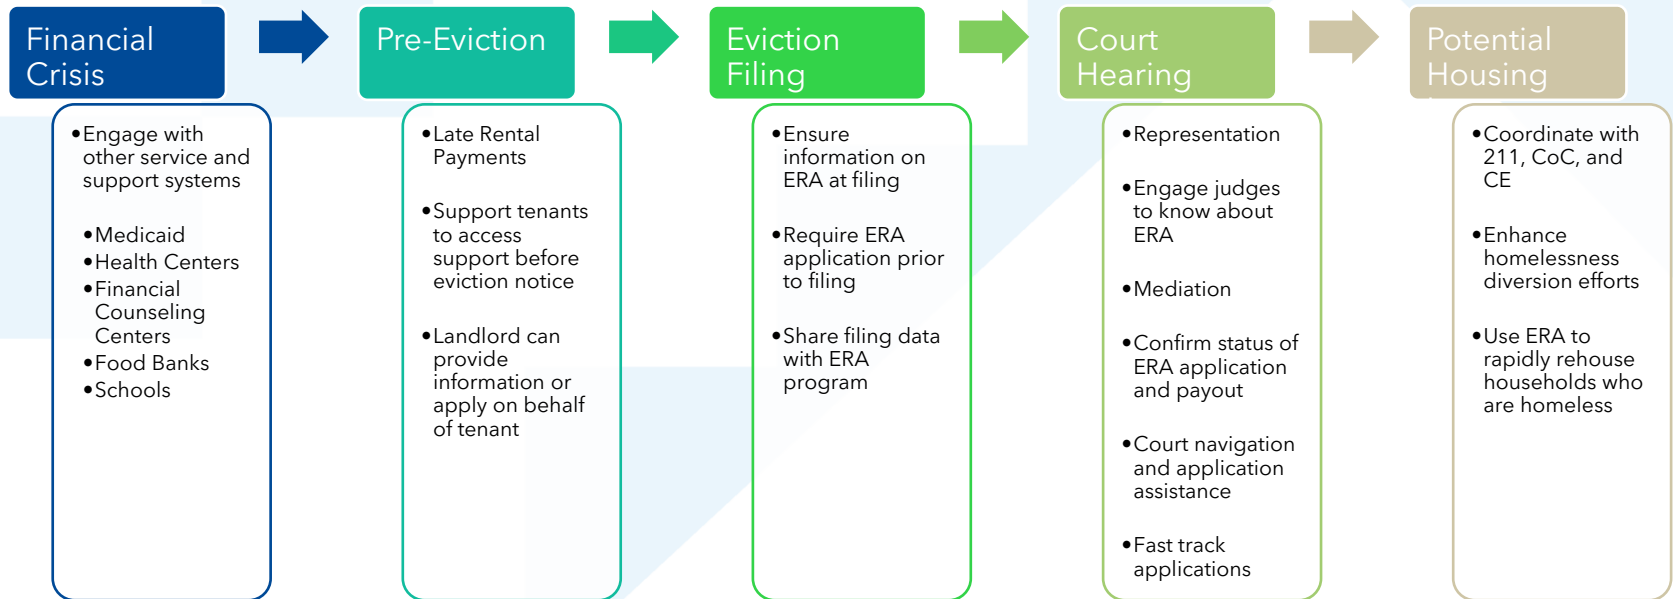 Financial
Crisis
•Engage with
other service and
support systems
•Medicaid
•Health Centers
•Financial
Counseling
Centers
•Food Banks
•Schools
Pre-Eviction
•Late Rental
Payments
•Support tenants
to access
support before
eviction notice
•Landlord can
provide
information or
apply on behalf
of tenant
Eviction
Filing
•Ensure
information on
ERA at filing
•Require ERA
application prior
to filing
•Share filing data
with ERA
program
Court
Hearing
•Representation
•Engage judges
to know about
ERA
•Mediation
•Confirm status of
ERA application
and payout
•Court navigation
and application
assistance
•Fast track
applications
Potential
Housing
•Coordinate with
211, CoC, and
CE
•Enhance
homelessness
diversion efforts
•Use ERA to
rapidly rehouse
households who
are homeless